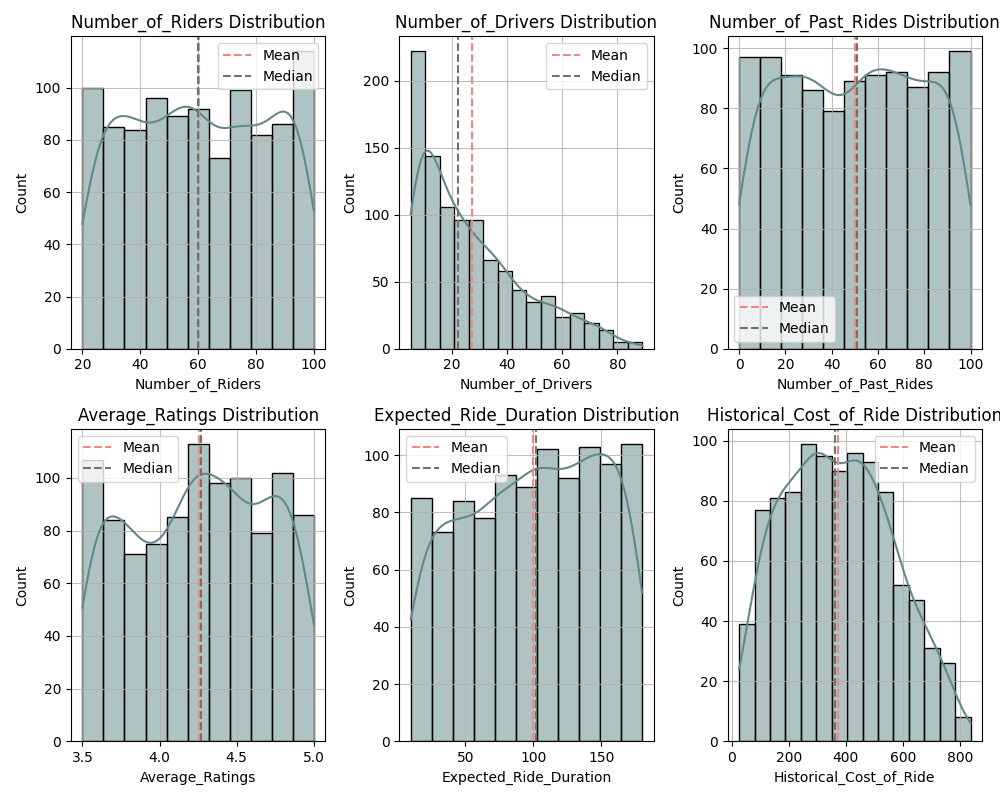 Number_of_Riders Distribution
Mean
Median
100
80
60
40
20
0
Count
20
40
60
80
100
Number_of_Riders
Number_of_Drivers Distribution
Mean
Median
200
150
100
50
0
Count
20
40
60
80
Number_of_Drivers
Number_of_Past_Rides Distribution
100
80
60
40
20
0
Count
Mean
Median
0
20
40
60
80
100
Number_of_Past_Rides
Average_Ratings Distribution
Mean
Median
100
80
60
40
20
0
Count
3.5
4.0
4.5
5.0
Average_Ratings
Expected_Ride_Duration Distribution
Mean
Median
100
80
60
40
20
0
Count
50
100
150
Expected_Ride_Duration
Historical_Cost_of_Ride Distribution
Mean
Median
100
80
60
40
20
0
Count
0
200
400
600
800
Historical_Cost_of_Ride